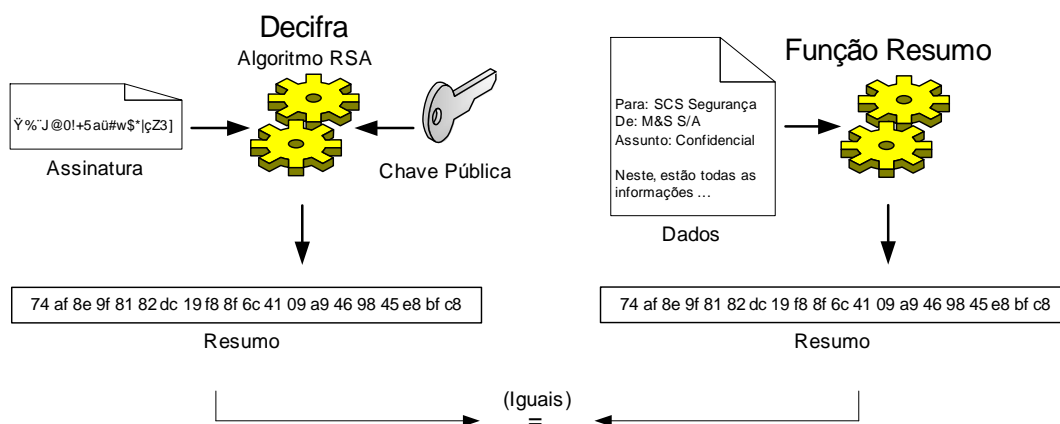 Decifra
Algoritmo RSA
Ÿ%¨J@0!+5aü#w$*|çZ3]
Assinatura
Chave Pública
74 af 8e 9f 81 82 dc 19 f8 8f 6c 41 09 a9 46 98 45 e8 bf c8
Resumo
Função Resumo
Para: SCS Segurança
De: M&S S/A
Assunto: Confidencial
Neste, estão todas as
informações ...
Dados
74 af 8e 9f 81 82 dc 19 f8 8f 6c 41 09 a9 46 98 45 e8 bf c8
Resumo
(Iguais)
=